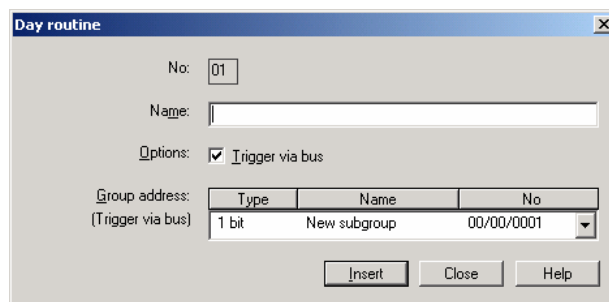 Day routine
No: 01
Name:
Options: Trigger via bus
Group address:
(Trigger via bus)
Type Name No
1 bit New subgroup 00/00/0001
Insert Close Help